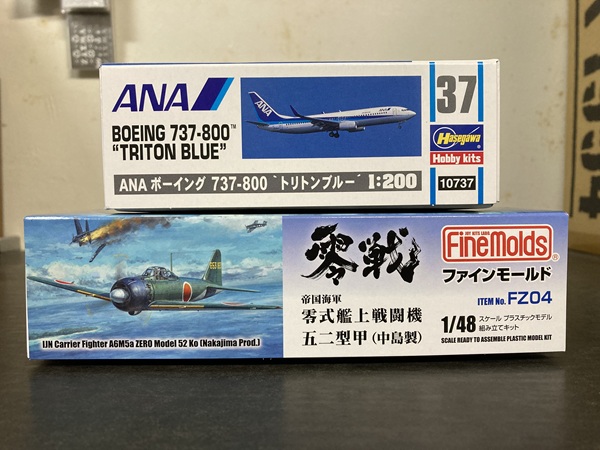 ANA
BOEING 737-800™
"TRITON BLUE"
ANA
37
Hasegawa
Hobby kits
ANA ボーイング 737-800 "トリトンブルー" 1:200
10737
零戦
帝国海軍
零式艦上戦闘機
五二型甲(中島製)
IJN Carrier Fighter A6M5a ZERO Model 52 Ko (Nakajima Prod.)
HOBBY KITS LABO.
FineMolds®
ファインモールド
ITEM No. FZ04
1/48 スケール プラスチックモデル
組み立てキット
SCALE READY TO ASSEMBLE PLASTIC MODEL KIT